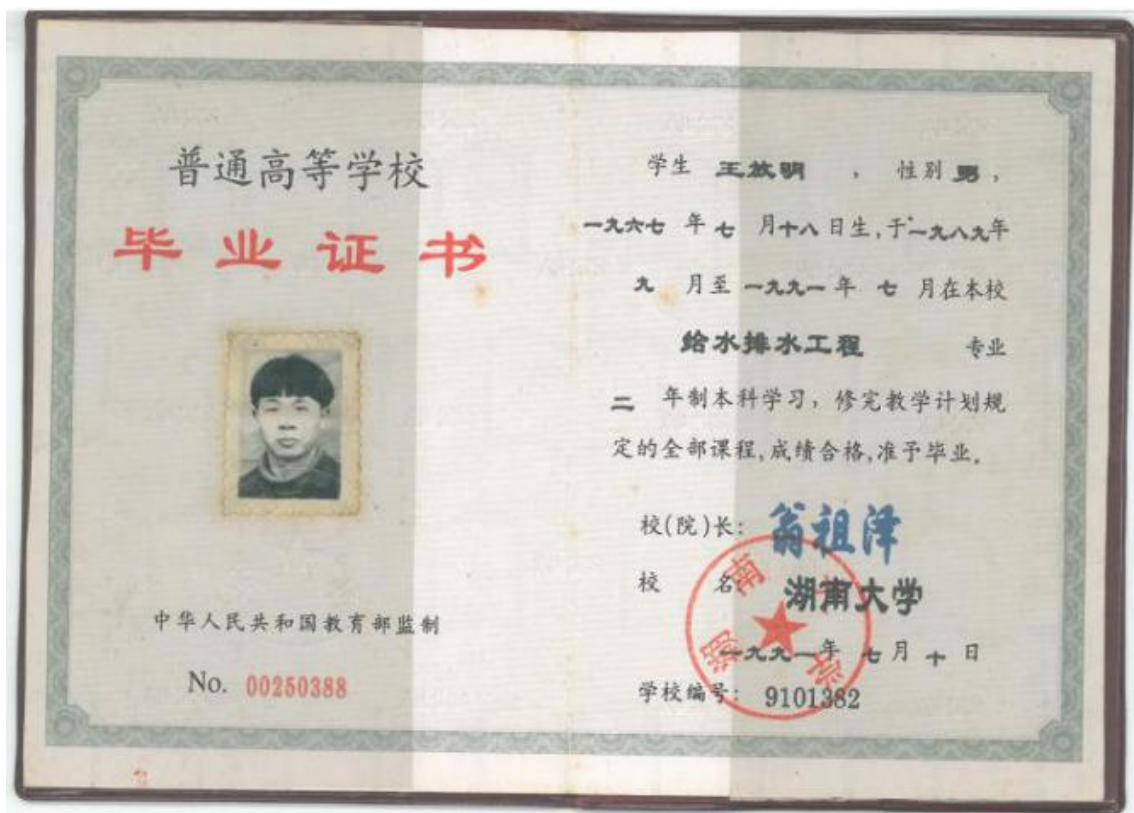 普通高等学校
毕业证书
中华人民共和国教育部监制
No. 00250388
学生 王放明 , 性别 男,
一九六七 年 七 月十八日生,于一九八九年
九 月至 一九九一年 七 月在本校
给水排水工程 专业
二 年制本科学习, 修完教学计划规
定的全部课程,成绩合格,准予毕业。
校(院)长: 翁祖泽
校 名 湖南大学
一九九一年 七月 十 日
学校编号: 9101382
湖南大学